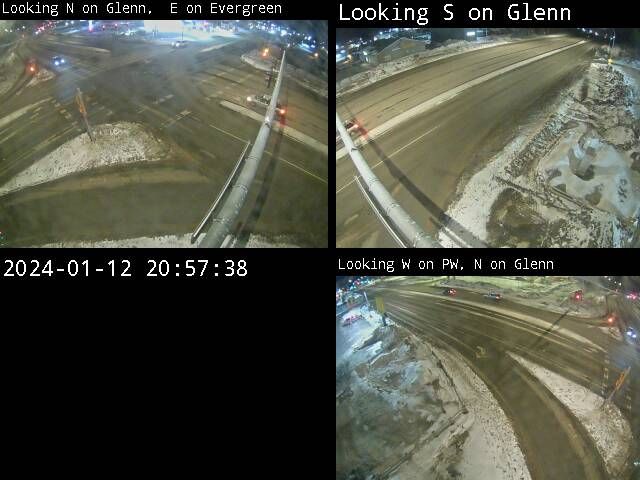 Looking N on Glenn,  E on Evergreen
Looking S on Glenn
2024-01-12 20:57:38
Looking W on PW, N on Glenn